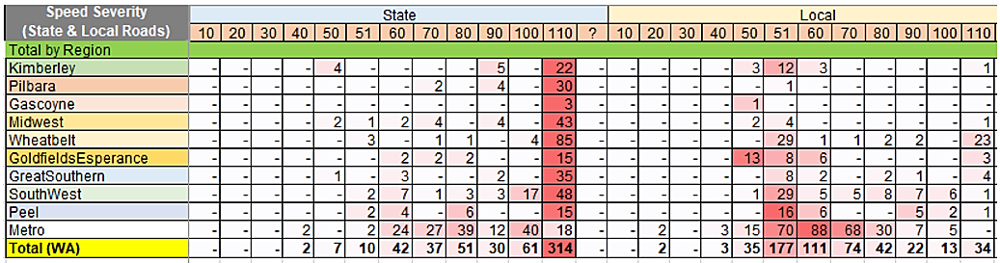 Speed Severity State Local
(State & Local Roads) 10 20 30 40 50 51 60 70 80 90 100 110 ? 10 20 30 40 50 51 60 70 80 90 100 110
Total by Region
Kimberley - - - - 4 - - - - 5 - 22 - - - - - 3 12 3 - - - - 1
Pilbara - - - - - - - 2 - 4 - 30 - - - - - - 1 - - - - - -
Gascoyne - - - - - - - - - - - 3 - - - - - 1 - - - - - - -
Midwest - - - - 2 1 2 4 - 4 - 43 - - - - - 2 4 - - - - - 1
Wheatbelt - - - - - 3 - 1 1 - 4 85 - - - - - - 29 1 1 2 2 - 23
GoldfieldsEsperance - - - - - - 2 2 2 - - 15 - - - - - 13 8 6 - - - - 3
GreatSouthern - - - - 1 - 3 - - 2 - 35 - - - - - - 8 2 - 2 1 - 4
SouthWest - - - - - 2 7 1 3 3 17 48 - - - - - 1 29 5 5 8 7 6 1
Peel - - - - - 2 4 - 6 - - 15 - - - - - - 16 6 - - 5 2 1
Metro - - - 2 - 2 24 27 39 12 40 18 - - 2 - 3 15 70 88 68 30 7 5 -
Total (WA) - - - 2 7 10 42 37 51 30 61 314 - - 2 - 3 35 177 111 74 42 22 13 34